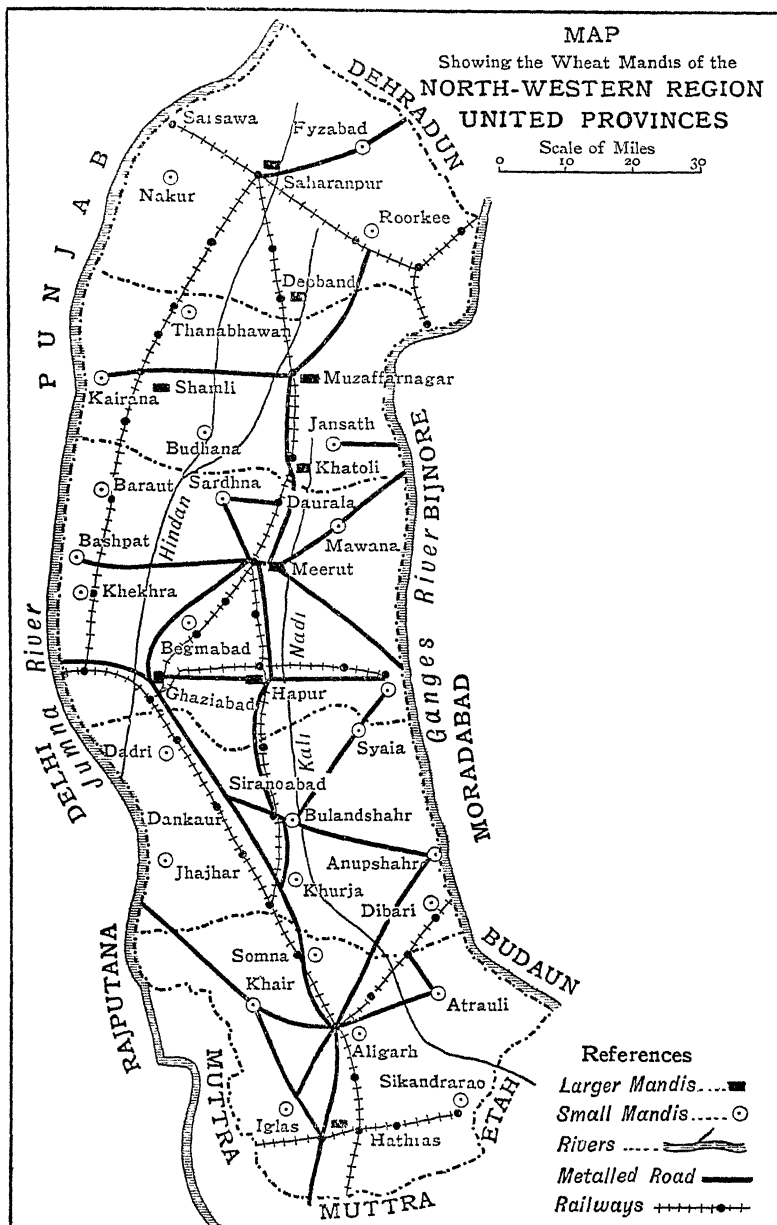 MAP
Showing the Wheat Mandis of the
NORTH-WESTERN REGION
UNITED PROVINCES
Scale of Miles
0 10 20 30
DEHRADUN
Sarsawa
Fyzabad
Saharanpur
Nakur
Roorkee
PUNJAB
Deoband
Thanabhawan
Kairana
Shamli
Muzaffarnagar
Jansath
Budhana
Khatoli
BIJNORE
Baraut
Sardhna
Daurala
Hindan
Mawana
Bashpat
Meerut
Khekhra
Ganges River
Jumna River
Begmabad
Nadi
Ghaziabad
Hapur
Kali
Syaia
MORADABAD
DELHI
Dadri
Siranoabad
Dankaur
Bulandshahr
Anupshahr
Jhajhar
Khurja
Dibari
BUDAUN
Somna
RAJPUTANA
Khair
Atrauli
Aligarh
MUTTRA
Sikandrarao
ETAH
Iglas
Hathras
MUTTRA
References
Larger Mandis
Small Mandis
Rivers
Metalled Road
Railways